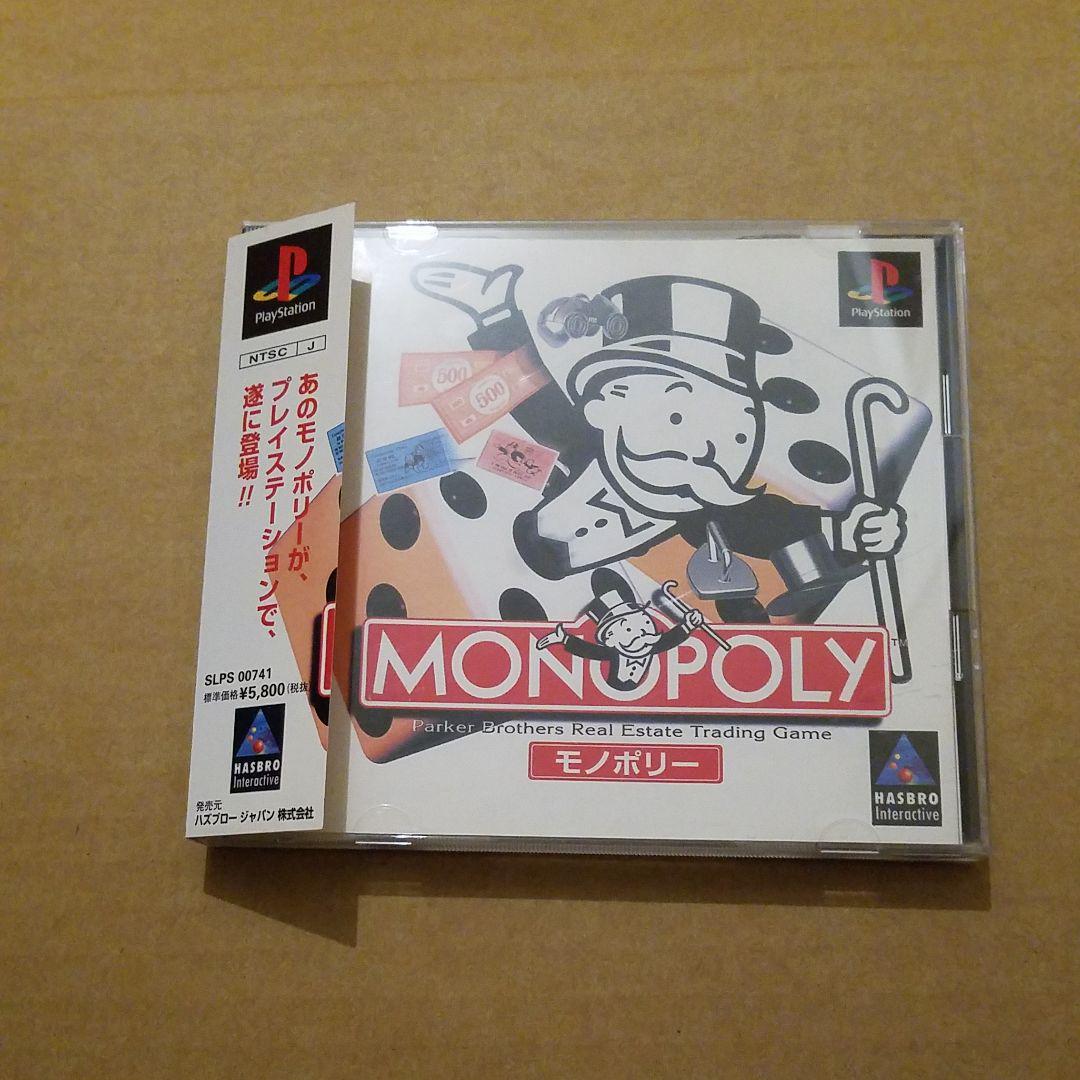 PlayStation
NTSC J
あのモノポリーが、
プレイステーションで、
遂に登場!!
SLPS 00741
標準価格¥5,800(税抜
HASBRO
Interactive
発売元
ハズブロー ジャパン 株式会社
PlayStation
500
500
MONOPOLY
TM
Parker Brothers Real Estate Trading Game
モノポリー
HASBRO
Interactive